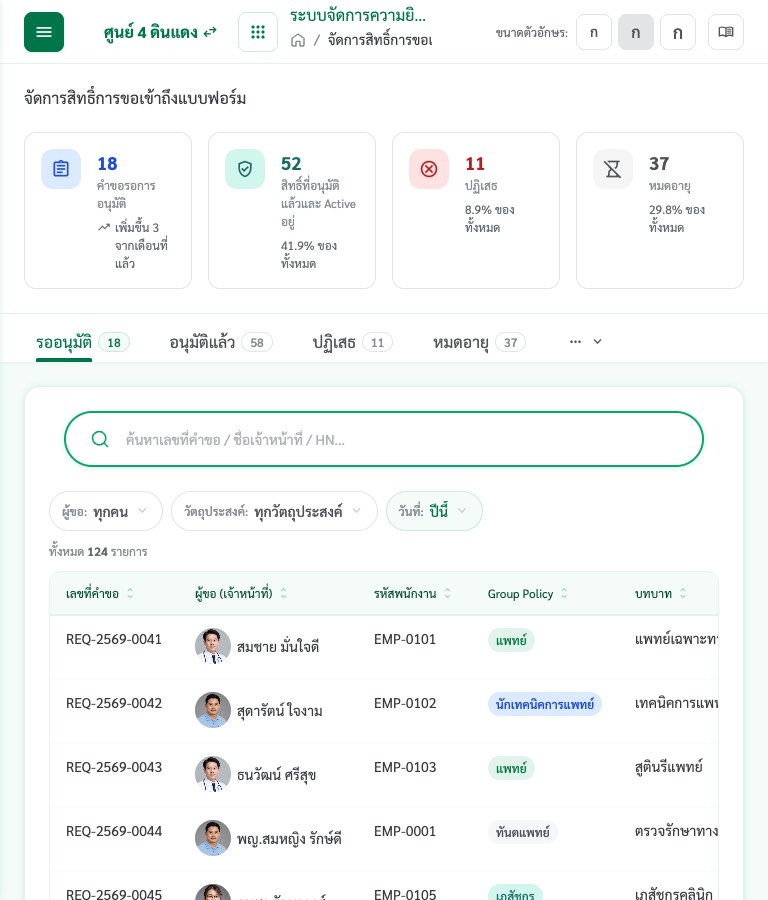 ศูนย์ 4 ดินแดง
ระบบจัดการความยิ...
/ จัดการสิทธิ์การขอเ
ขนาดตัวอักษร: ก ก ก
จัดการสิทธิ์การขอเข้าถึงแบบฟอร์ม
18
คำขอรอการ
อนุมัติ
เพิ่มขึ้น 3
จากเดือนที่
แล้ว
52
สิทธิ์ที่อนุมัติ
แล้วและ Active
อยู่
41.9% ของ
ทั้งหมด
11
ปฏิเสธ
8.9% ของ
ทั้งหมด
37
หมดอายุ
29.8% ของ
ทั้งหมด
รออนุมัติ 18 อนุมัติแล้ว 58 ปฏิเสธ 11 หมดอายุ 37 ...
ค้นหาเลขที่คำขอ / ชื่อเจ้าหน้าที่ / HN...
ผู้ขอ: ทุกคน วัตถุประสงค์: ทุกวัตถุประสงค์ วันที่: ปีนี้
ทั้งหมด 124 รายการ
เลขที่คำขอ ผู้ขอ (เจ้าหน้าที่) รหัสพนักงาน Group Policy บทบาท
REQ-2569-0041 สมชาย มั่นใจดี EMP-0101 แพทย์ แพทย์เฉพาะทา
REQ-2569-0042 สุดารัตน์ ใจงาม EMP-0102 นักเทคนิคการแพทย์ เทคนิคการแพท
REQ-2569-0043 ธนวัฒน์ ศรีสุข EMP-0103 แพทย์ สูตินรีแพทย์
REQ-2569-0044 พญ.สมหญิง รักษ์ดี EMP-0001 ทันตแพทย์ ตรวจรักษาทาง
REQ-2569-0045 EMP-0105 เภสัชกร เภสัชกรคลินิก